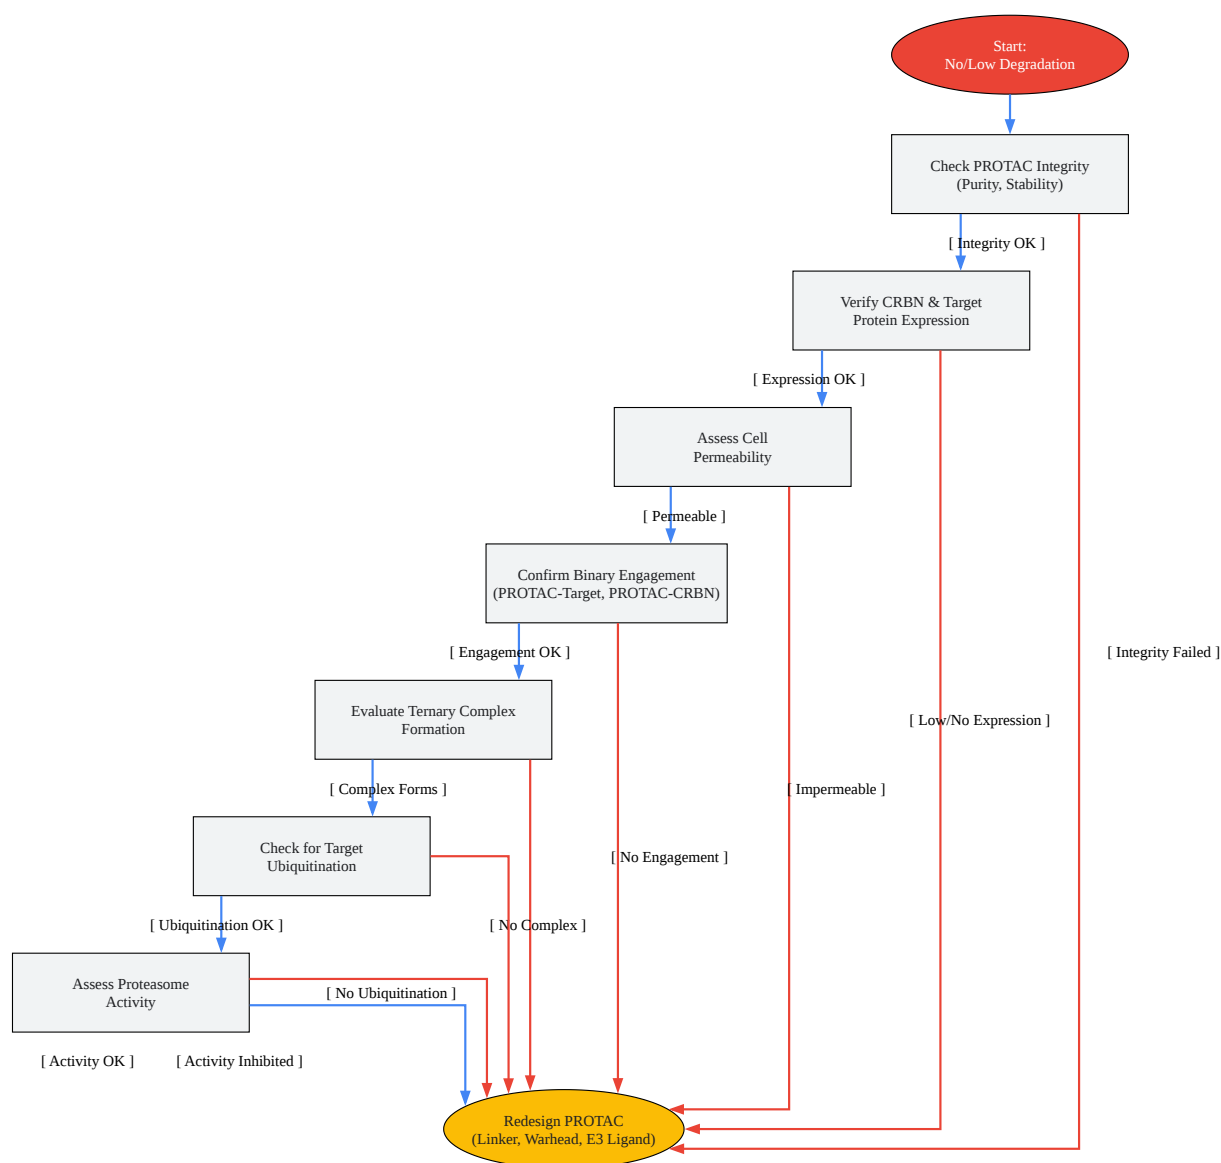 Start:
No/Low Degradation
Check PROTAC Integrity
(Purity, Stability)
[ Integrity OK ]
Verify CRBN & Target
Protein Expression
[ Expression OK ]
Assess Cell
Permeability
[ Permeable ]
Confirm Binary Engagement
(PROTAC-Target, PROTAC-CRBN)
[ Engagement OK ]
[ Integrity Failed ]
Evaluate Ternary Complex
Formation
[ Low/No Expression ]
[ Complex Forms ]
[ Impermeable ]
Check for Target
Ubiquitination
[ No Engagement ]
[ Ubiquitination OK ]
[ No Complex ]
Assess Proteasome
Activity
[ No Ubiquitination ]
[ Activity OK ]
[ Activity Inhibited ]
Redesign PROTAC
(Linker, Warhead, E3 Ligand)